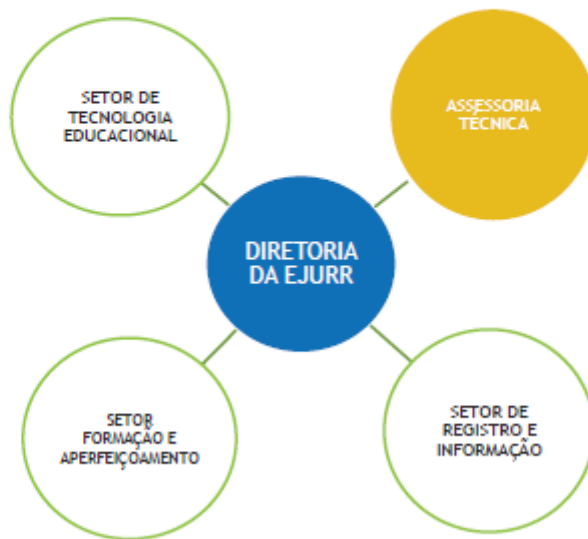 SETOR DE
TECNOLOGIA
EDUCACIONAL
ASSESSORIA
TÉCNICA
DIRETORIA
DA EJURR
SETOR
FORMAÇÃO E
APERFEIÇOAMENTO
SETOR DE
REGISTRO E
INFORMAÇÃO